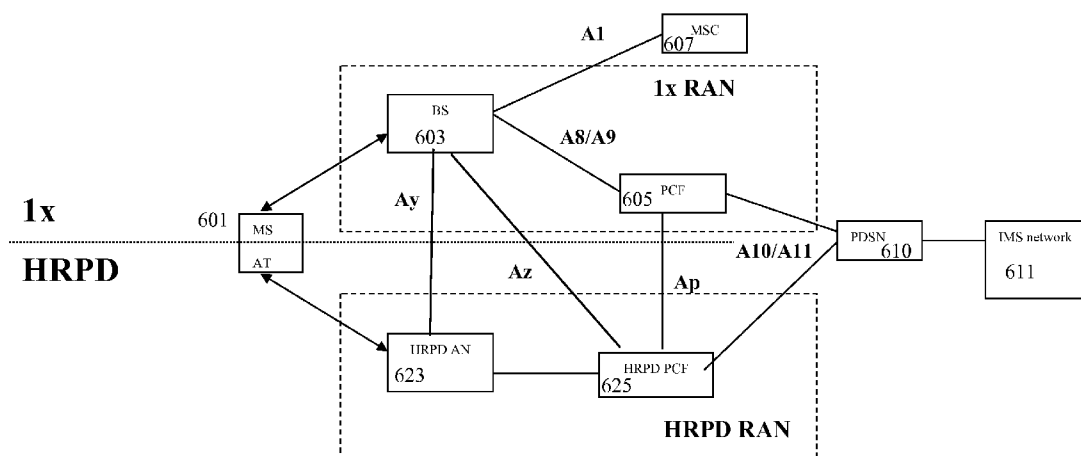 A1
MSC
607
1x RAN
BS
603
A8/A9
605
PCF
Ay
601
1x
MS
HRPD
AT
A10/A11
PDSN
610
IMS network
611
Az
Ap
HRPD AN
623
HRPD PCF
625
HRPD RAN